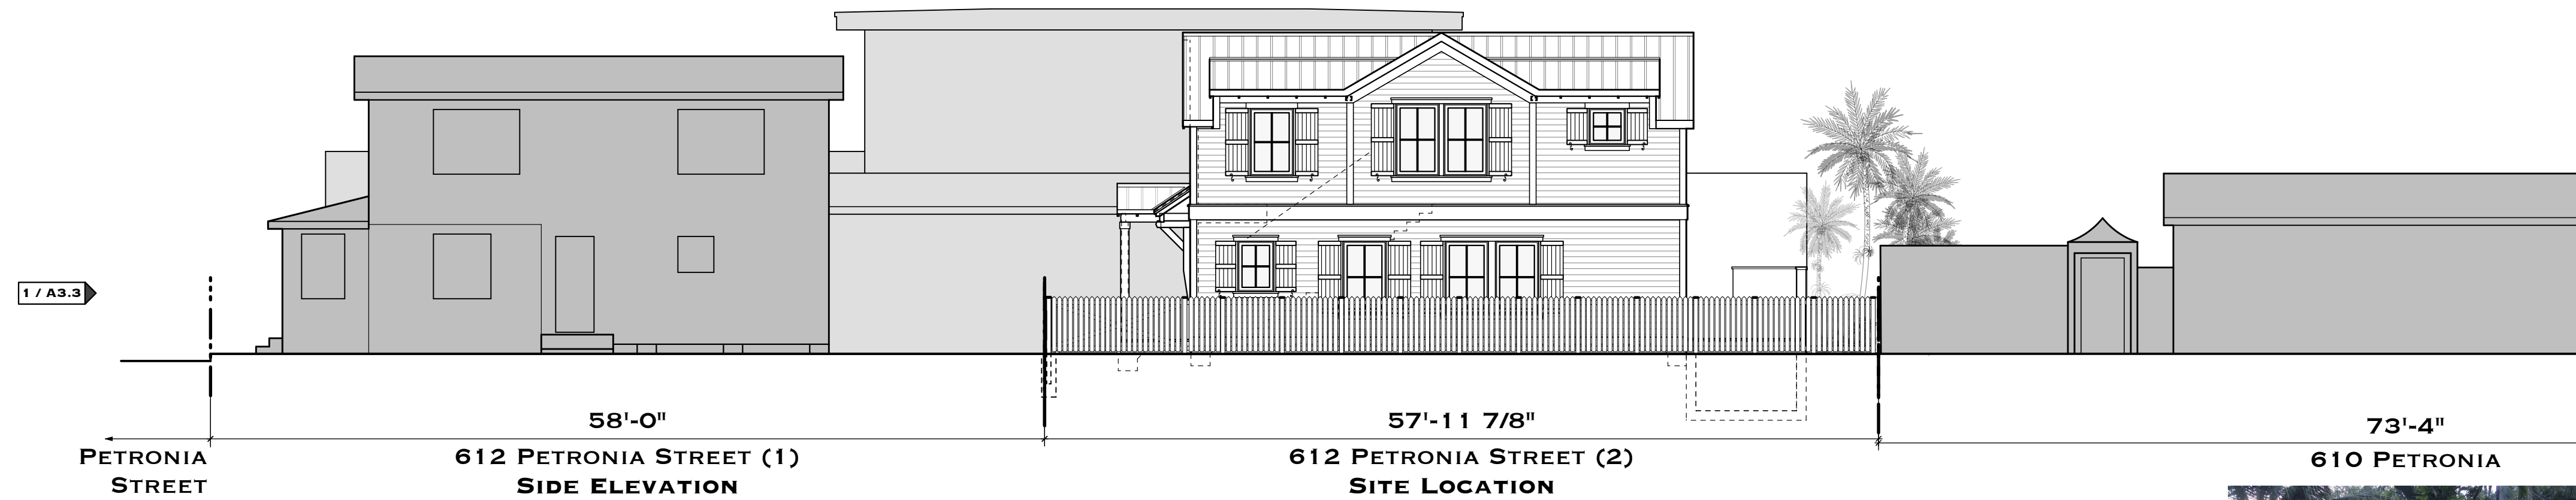 1 / A3.3
58'-0"
57'-11 7/8"
73'-4"
PETRONIA
STREET
612 PETRONIA STREET (1)
SIDE ELEVATION
612 PETRONIA STREET (2)
SITE LOCATION
610 PETRONIA